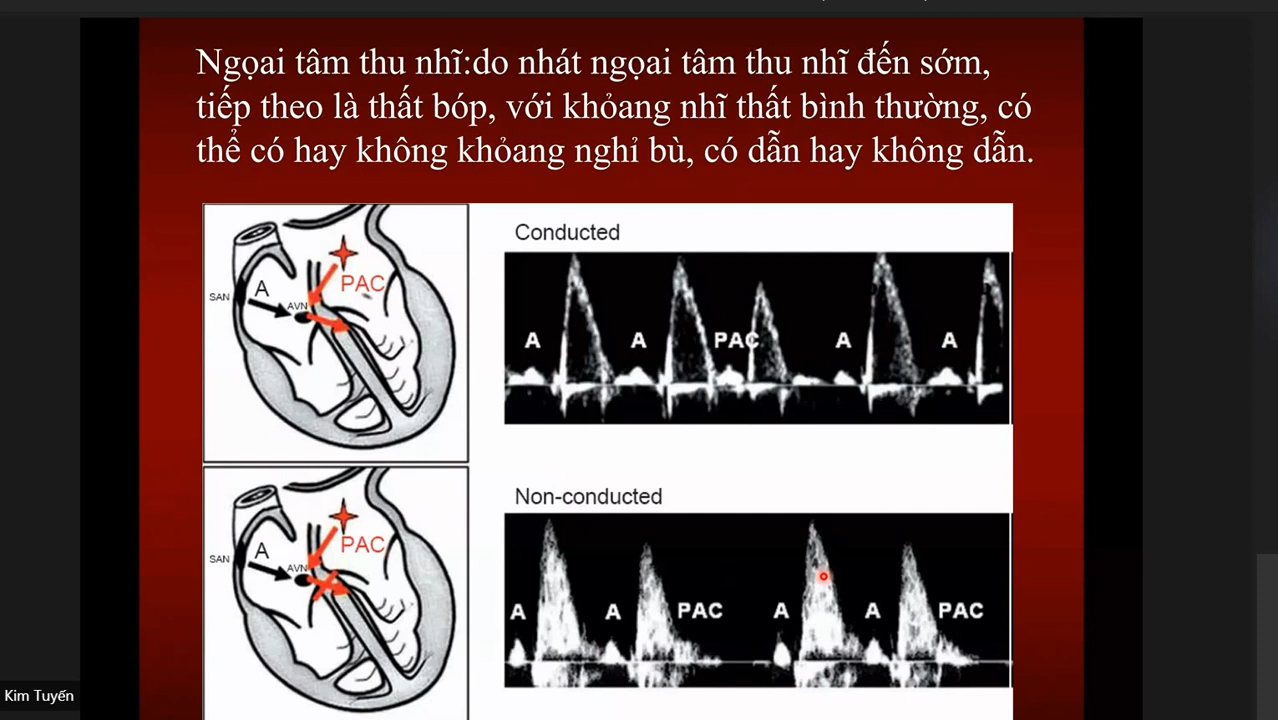 Ngọai tâm thu nhĩ:do nhát ngọai tâm thu nhĩ đến sớm,
tiếp theo là thất bóp, với khỏang nhĩ thất bình thường, có
thể có hay không khỏang nghỉ bù, có dẫn hay không dẫn.
Conducted
SAN
A
AVN
PAC
A
A
PAC
A
A
Non-conducted
SAN
A
AVN
PAC
A
A
PAC
A
A
PAC
Kim Tuyến